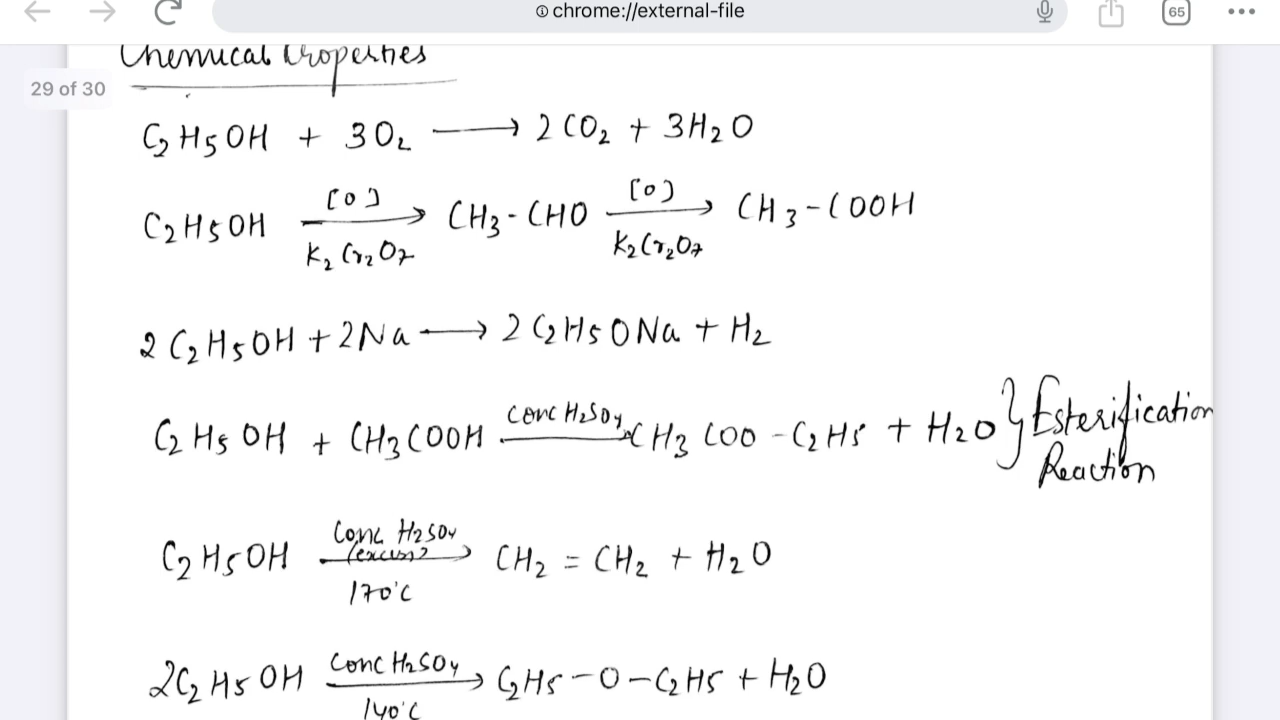 chrome://external-file
65
Chemical Properties
29 of 30
C₂H₅OH + 3O₂ ⟶ 2CO₂ + 3H₂O
C₂H₅OH —[O]/K₂Cr₂O₇→ CH₃-CHO —[O]/K₂Cr₂O₇→ CH₃-COOH
2C₂H₅OH + 2Na ⟶ 2C₂H₅ONa + H₂
C₂H₅OH + CH₃COOH —conc H₂SO₄→ CH₃COO-C₂H₅ + H₂O } Esterification Reaction
C₂H₅OH —Conc H₂SO₄ (excess)/170°C→ CH₂=CH₂ + H₂O
2C₂H₅OH —Conc H₂SO₄/140°C→ C₂H₅-O-C₂H₅ + H₂O